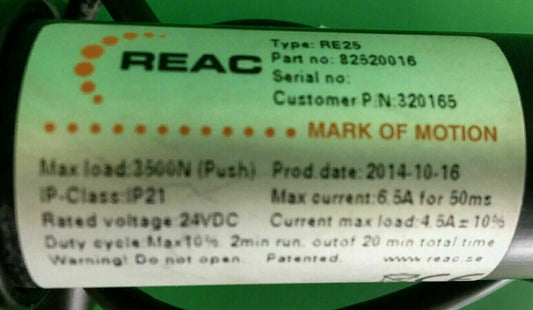 REAC
Type: RE25
Part no: 82520016
Serial no:
Customer P/N:320165
MARK OF MOTION
Max load:3500N (Push) Prod.date: 2014-10-16
IP-Class:IP21 Max current:6.5A for 50ms
Rated voltage:24VDC Current max load:4.5A± 10%
Duty cycle:Max10%. 2min run. outof 20 min total time
Warning! Do not open. Patented. www.reac.se
CE